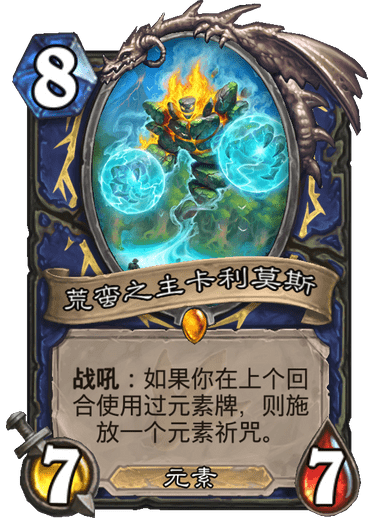 8
荒蛮之主卡利莫斯
战吼：如果你在上个回
合使用过元素牌，则施
放一个元素祈咒。
7
元素
7